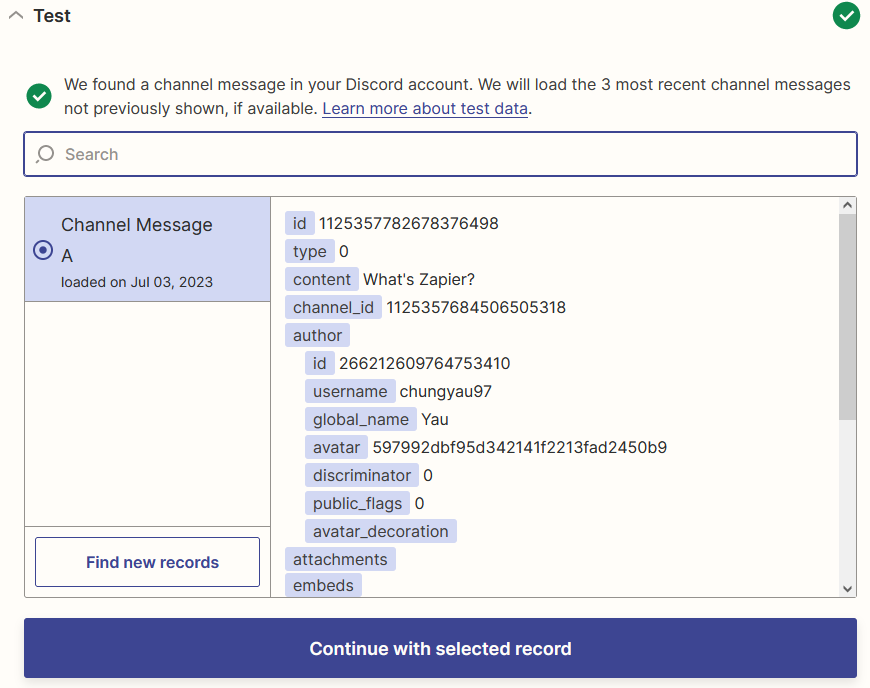 Test
We found a channel message in your Discord account. We will load the 3 most recent channel messages
not previously shown, if available. Learn more about test data.
Search
Channel Message
A
loaded on Jul 03, 2023
Find new records
id 1125357782678376498
type 0
content What's Zapier?
channel_id 1125357684506505318
author
id 266212609764753410
username chungyau97
global_name Yau
avatar 597992dbf95d342141f2213fad2450b9
discriminator 0
public_flags 0
avatar_decoration
attachments
embeds
Continue with selected record